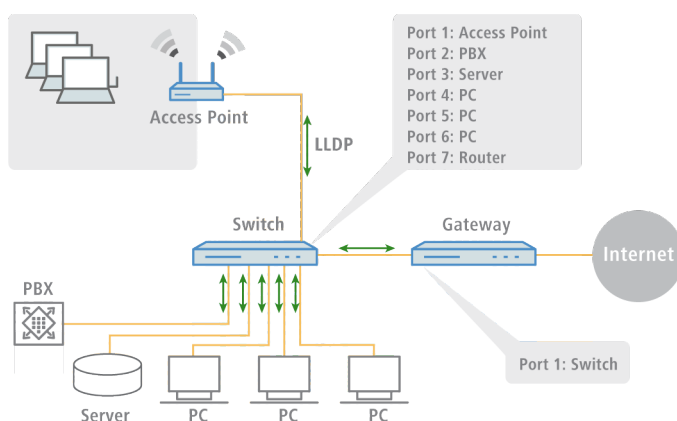 Port 1: Access Point
Port 2: PBX
Port 3: Server
Port 4: PC
Port 5: PC
Port 6: PC
Port 7: Router
Access Point
LLDP
Switch
Gateway
Internet
PBX
Port 1: Switch
Server
PC
PC
PC